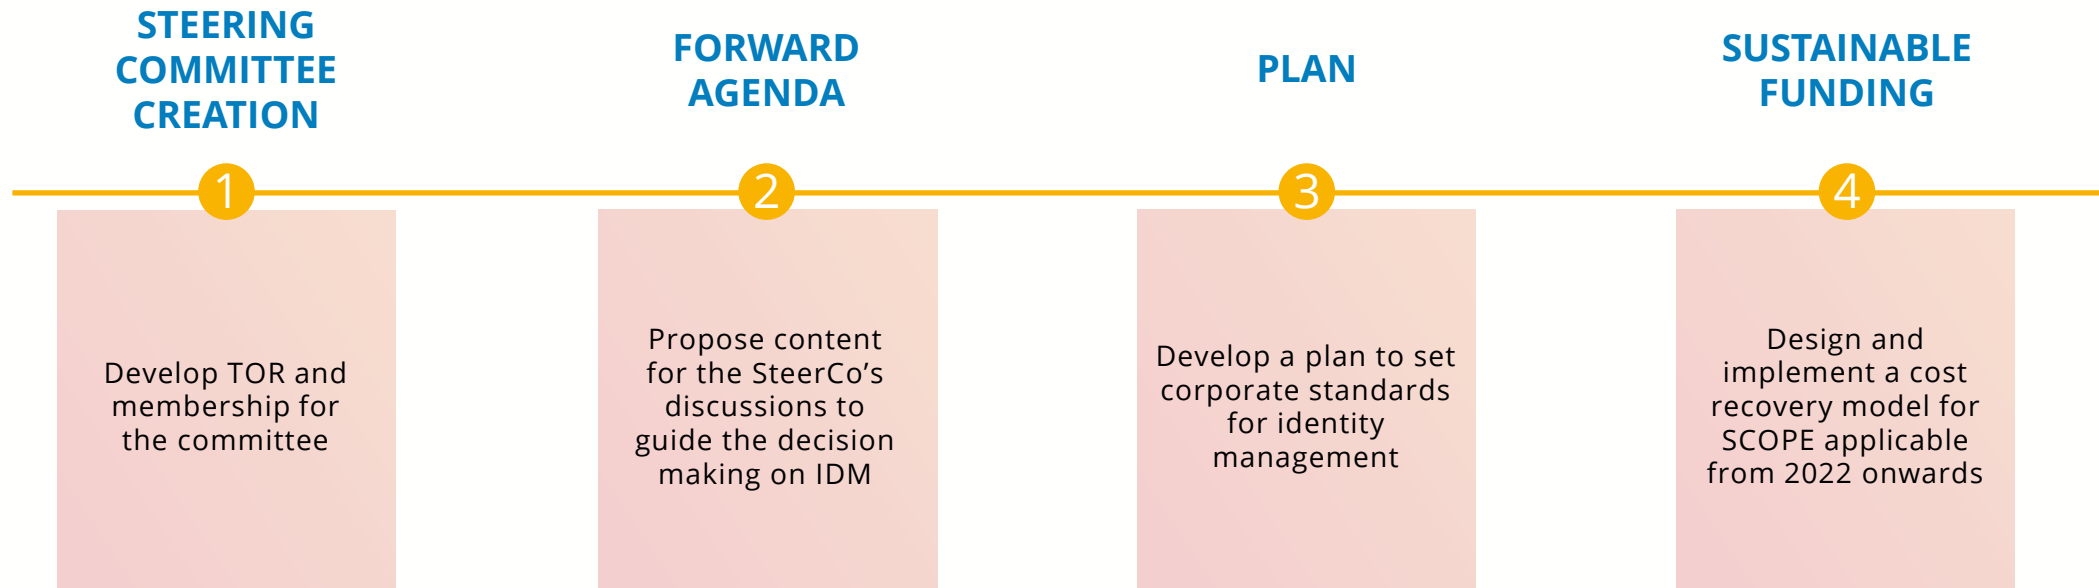 STEERING
COMMITTEE
CREATION
FORWARD
AGENDA
PLAN
SUSTAINABLE
FUNDING
1
2
3
4
Develop TOR and
membership for
the committee
Propose content
for the SteerCo’s
discussions to
guide the decision
making on IDM
Develop a plan to set
corporate standards
for identity
management
Design and
implement a cost
recovery model for
SCOPE applicable
from 2022 onwards